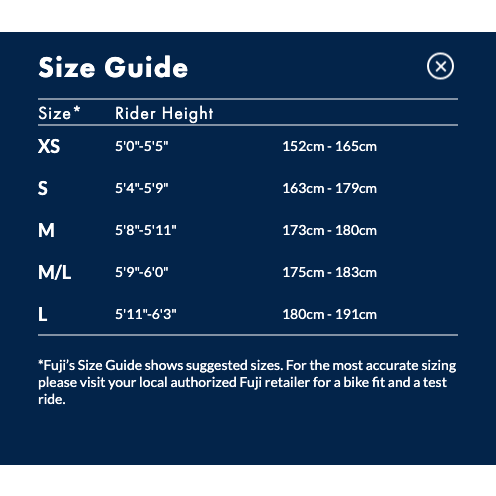 Size Guide
Size* Rider Height
XS 5'0"-5'5" 152cm - 165cm
S 5'4"-5'9" 163cm - 179cm
M 5'8"-5'11" 173cm - 180cm
M/L 5'9"-6'0" 175cm - 183cm
L 5'11"-6'3" 180cm - 191cm
*Fuji's Size Guide shows suggested sizes. For the most accurate sizing
please visit your local authorized Fuji retailer for a bike fit and a test
ride.